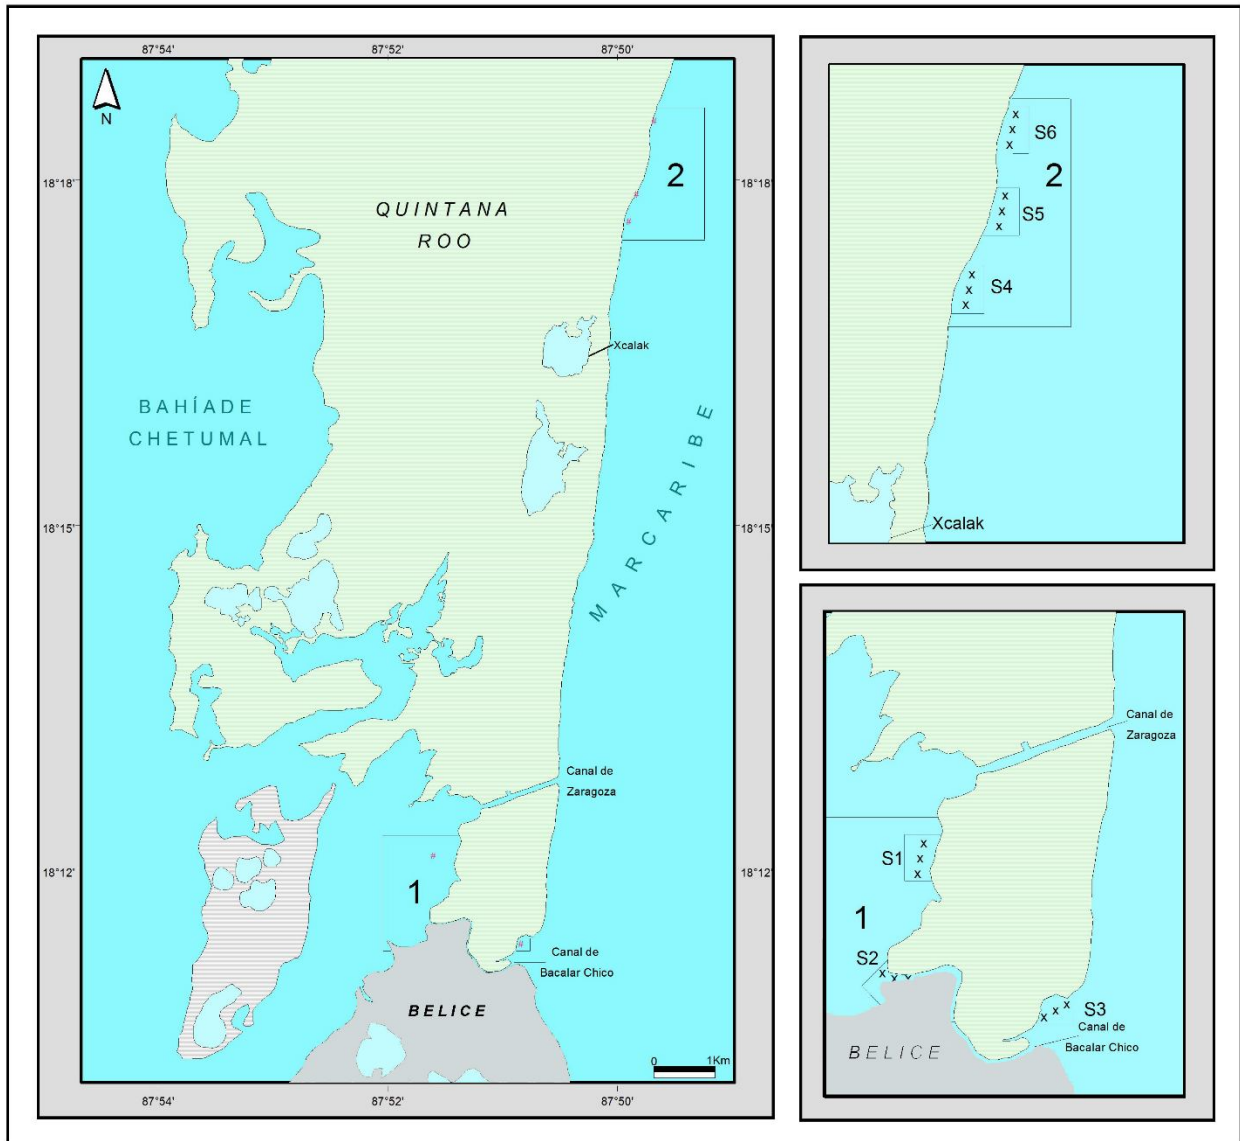 87°54'
87°52'
87°50'
N
2
18°18'
18°18'
QUINTANA
ROO
Xcalak
BAHÍADE
CHETUMAL
MARCARIBE
18°15'
18°15'
Canal de
Zaragoza
18°12'
18°12'
1
Canal de
Bacalar Chico
BELICE
0 1Km
87°54'
87°52'
87°50'
S6
2
S5
S4
Xcalak
Canal de
Zaragoza
S1
1
S2
S3
Canal de
Bacalar Chico
BELICE